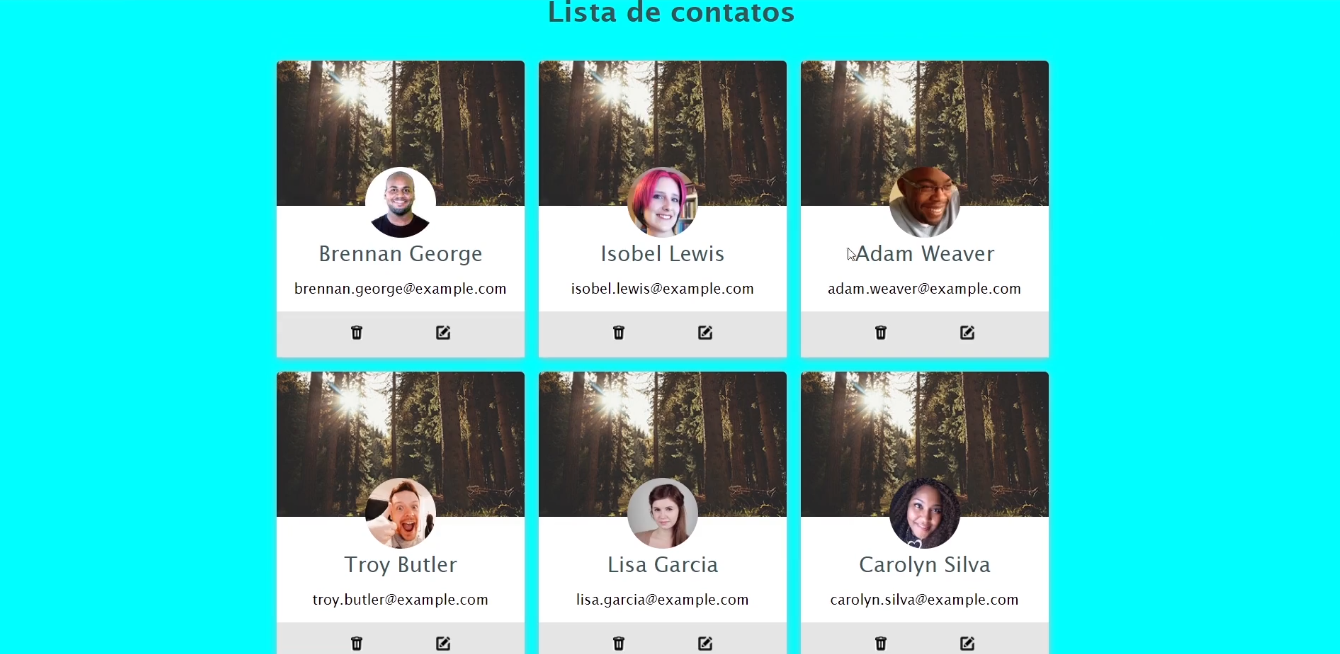 Lista de contatos
Brennan George
brennan.george@example.com
Isobel Lewis
isobel.lewis@example.com
Adam Weaver
adam.weaver@example.com
Troy Butler
troy.butler@example.com
Lisa Garcia
lisa.garcia@example.com
Carolyn Silva
carolyn.silva@example.com